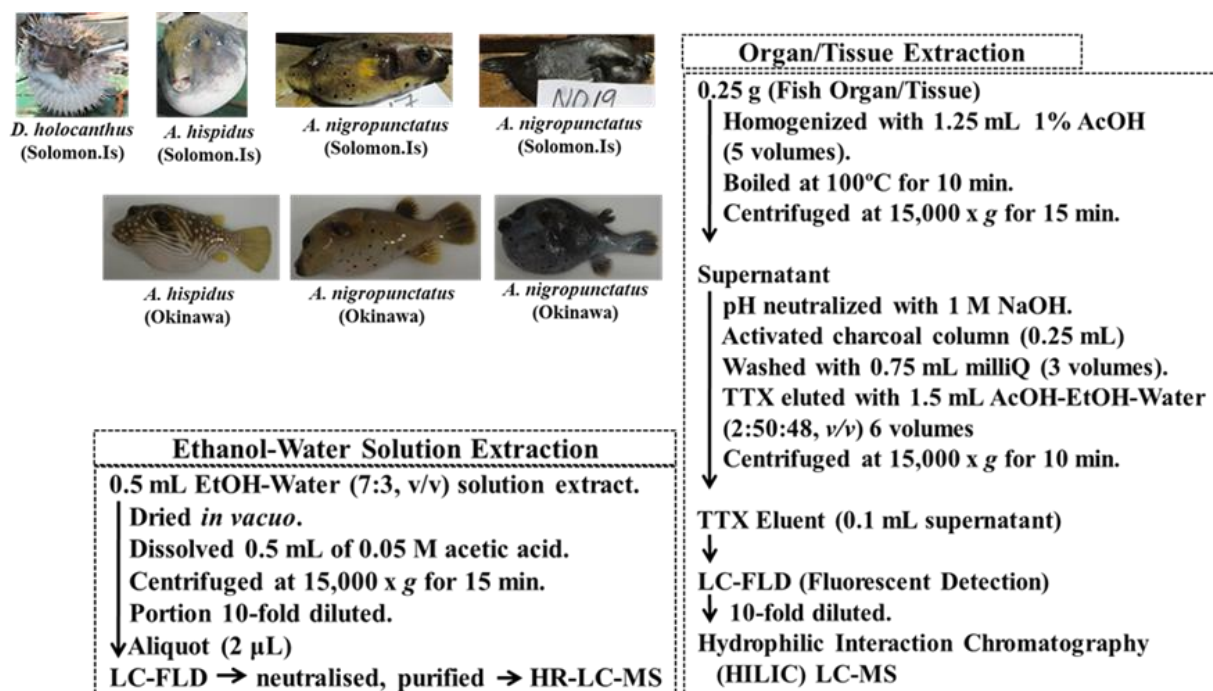 D. holocanthus
(Solomon.Is)
A. hispidus
(Solomon.Is)
A. nigropunctatus
(Solomon.Is)
NO19
A. nigropunctatus
(Solomon.Is)
A. hispidus
(Okinawa)
A. nigropunctatus
(Okinawa)
A. nigropunctatus
(Okinawa)
Ethanol-Water Solution Extraction
0.5 mL EtOH-Water (7:3, v/v) solution extract.
Dried in vacuo.
Dissolved 0.5 mL of 0.05 M acetic acid.
Centrifuged at 15,000 x g for 15 min.
Portion 10-fold diluted.
Aliquot (2 µL)
LC-FLD → neutralised, purified → HR-LC-MS
Organ/Tissue Extraction
0.25 g (Fish Organ/Tissue)
Homogenized with 1.25 mL 1% AcOH
(5 volumes).
Boiled at 100ºC for 10 min.
Centrifuged at 15,000 x g for 15 min.
Supernatant
pH neutralized with 1 M NaOH.
Activated charcoal column (0.25 mL)
Washed with 0.75 mL milliQ (3 volumes).
TTX eluted with 1.5 mL AcOH-EtOH-Water
(2:50:48, v/v) 6 volumes
Centrifuged at 15,000 x g for 10 min.
TTX Eluent (0.1 mL supernatant)
LC-FLD (Fluorescent Detection)
10-fold diluted.
Hydrophilic Interaction Chromatography
(HILIC) LC-MS